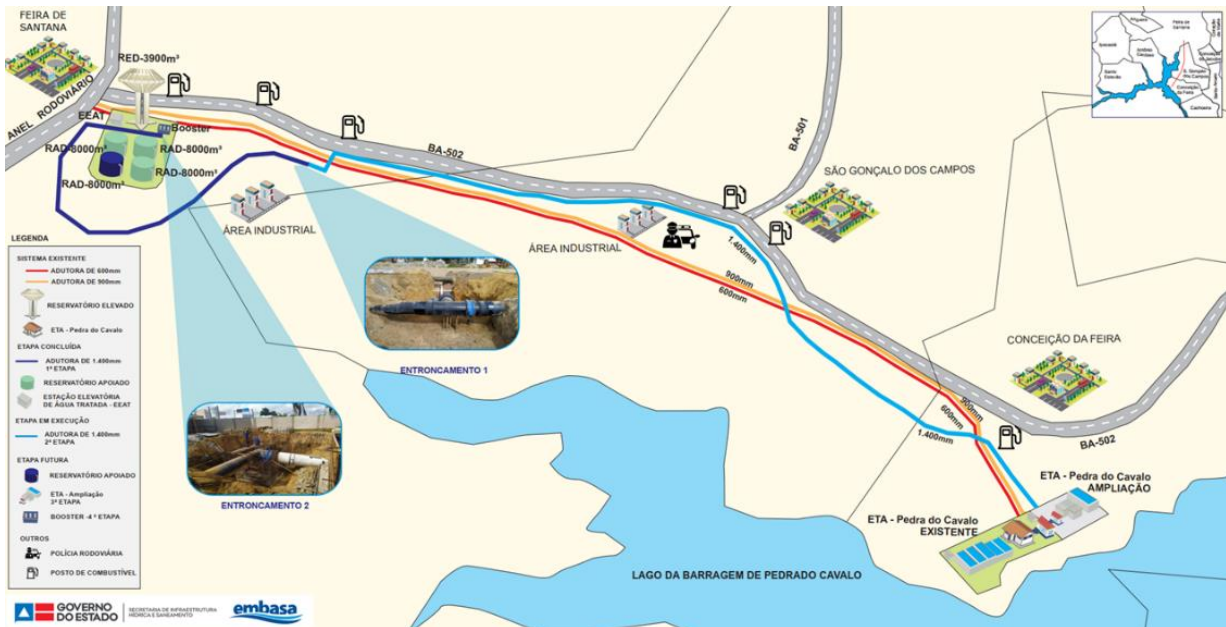 FEIRA DE
SANTANA
RED-3900m³
ANEL RODOVIÁRIO
EEAT
Booster
RAD-8000m³
RAD-8000m³
RAD-8000m³
RAD-8000m³
BA-502
BA-501
SÃO GONÇALO DOS CAMPOS
ÁREA INDUSTRIAL
ÁREA INDUSTRIAL
1.400mm
900mm
600mm
CONCEIÇÃO DA FEIRA
900mm
600mm
1.400mm
BA-502
ENTRONCAMENTO 1
ENTRONCAMENTO 2
ETA - Pedra do Cavalo
AMPLIAÇÃO
ETA - Pedra do Cavalo
EXISTENTE
LAGO DA BARRAGEM DE PEDRADO CAVALO
LEGENDA
SISTEMA EXISTENTE
ADUTORA DE 600mm
ADUTORA DE 900mm
RESERVATÓRIO ELEVADO
ETA - Pedra do Cavalo
ETAPA CONCLUÍDA
ADUTORA DE 1.400mm
1ª ETAPA
RESERVATÓRIO APOIADO
ESTAÇÃO ELEVATÓRIA
DE ÁGUA TRATADA - EEAT
ETAPA EM EXECUÇÃO
ADUTORA DE 1.400mm
2ª ETAPA
ETAPA FUTURA
RESERVATÓRIO APOIADO
ETA - Ampliação
3ª ETAPA
BOOSTER -4ª ETAPA
OUTROS
POLÍCIA RODOVIÁRIA
POSTO DE COMBUSTÍVEL
GOVERNO
DO ESTADO
SECRETARIA DE INFRAESTRUTURA
HÍDRICA E SANEAMENTO
embasa